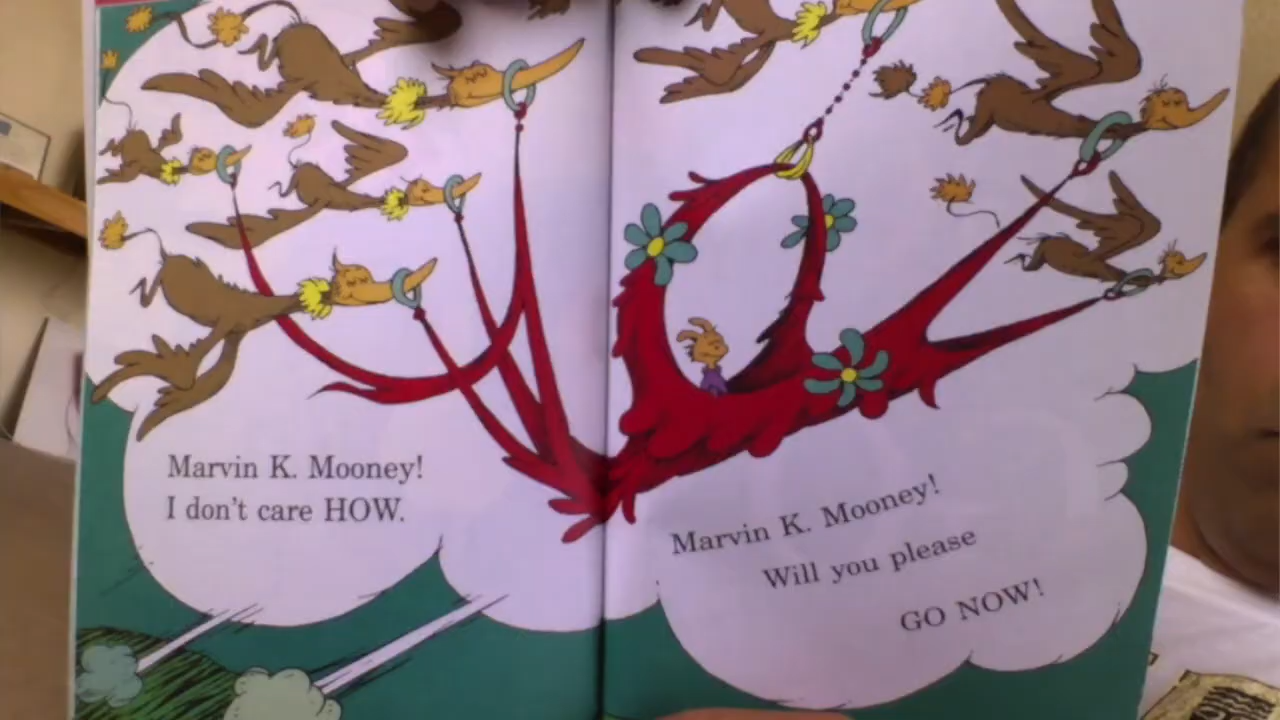 Marvin K. Mooney!
I don't care HOW.
Marvin K. Mooney!
Will you please
GO NOW!